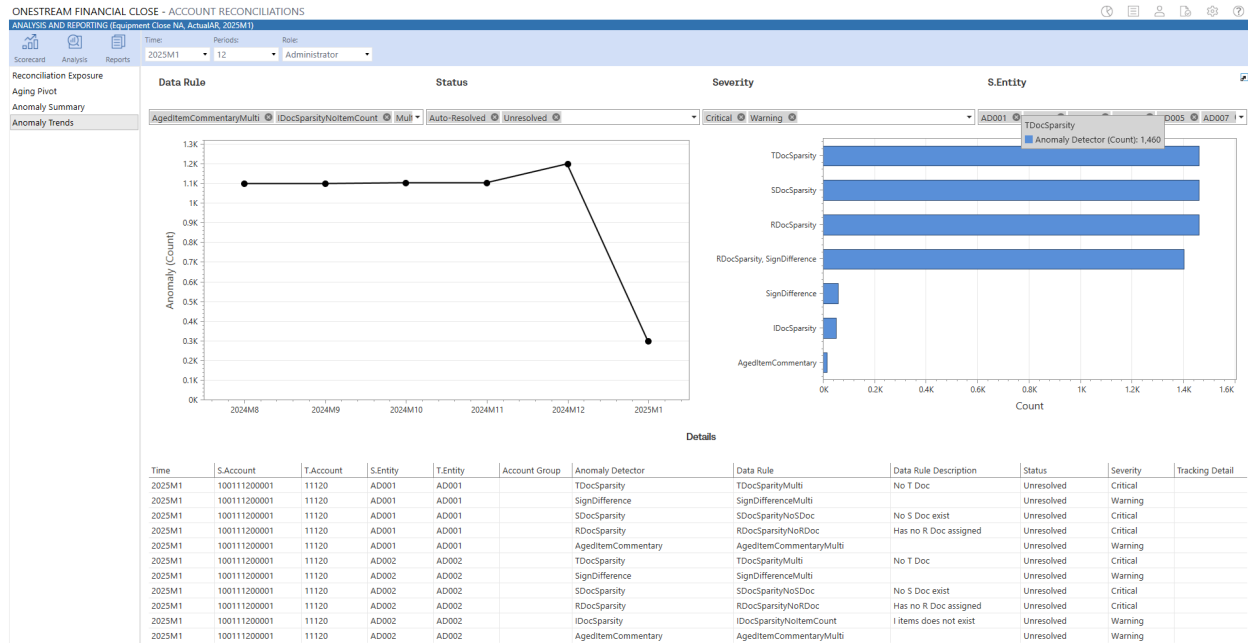 ONESTREAM FINANCIAL CLOSE - ACCOUNT RECONCILIATIONS
ANALYSIS AND REPORTING (Equipment Close NA, ActualAR, 2025M1)
Scorecard Analysis Reports
Time: Periods: Role:
2025M1 12 Administrator
Reconciliation Exposure
Aging Pivot
Anomaly Summary
Anomaly Trends
Data Rule Status Severity S.Entity
AgedItemCommentaryMulti IDocSparsityNoItemCount Mult Auto-Resolved Unresolved Critical Warning AD001 D005 AD007
TDocSparsity
Anomaly Detector (Count): 1,460
1.3K
1.2K
1.1K
1K
0.9K
0.8K
0.7K
0.6K
0.5K
0.4K
0.3K
0.2K
0.1K
0K
Anomaly (Count)
2024M8 2024M9 2024M10 2024M11 2024M12 2025M1
TDocSparsity
SDocSparsity
RDocSparsity
RDocSparsity, SignDifference
SignDifference
IDocSparsity
AgedItemCommentary
0K 0.2K 0.4K 0.6K 0.8K 1K 1.2K 1.4K 1.6K
Count
Details
Time S.Account T.Account S.Entity T.Entity Account Group Anomaly Detector Data Rule Data Rule Description Status Severity Tracking Detail
2025M1 100111200001 11120 AD001 AD001 TDocSparsity TDocSparityMulti No T Doc Unresolved Critical
2025M1 100111200001 11120 AD001 AD001 SignDifference SignDifferenceMulti Unresolved Warning
2025M1 100111200001 11120 AD001 AD001 SDocSparsity SDocSparityNoSDoc No S Doc exist Unresolved Critical
2025M1 100111200001 11120 AD001 AD001 RDocSparsity RDocSparsityNoRDoc Has no R Doc assigned Unresolved Critical
2025M1 100111200001 11120 AD001 AD001 AgedItemCommentary AgedItemCommentaryMulti Unresolved Warning
2025M1 100111200001 11120 AD002 AD002 TDocSparsity TDocSparityMulti No T Doc Unresolved Critical
2025M1 100111200001 11120 AD002 AD002 SignDifference SignDifferenceMulti Unresolved Warning
2025M1 100111200001 11120 AD002 AD002 SDocSparsity SDocSparityNoSDoc No S Doc exist Unresolved Critical
2025M1 100111200001 11120 AD002 AD002 RDocSparsity RDocSparsityNoRDoc Has no R Doc assigned Unresolved Critical
2025M1 100111200001 11120 AD002 AD002 IDocSparsity IDocSparsityNoItemCount I items does not exist Unresolved Warning
2025M1 100111200001 11120 AD002 AD002 AgedItemCommentary AgedItemCommentaryMulti Unresolved Warning